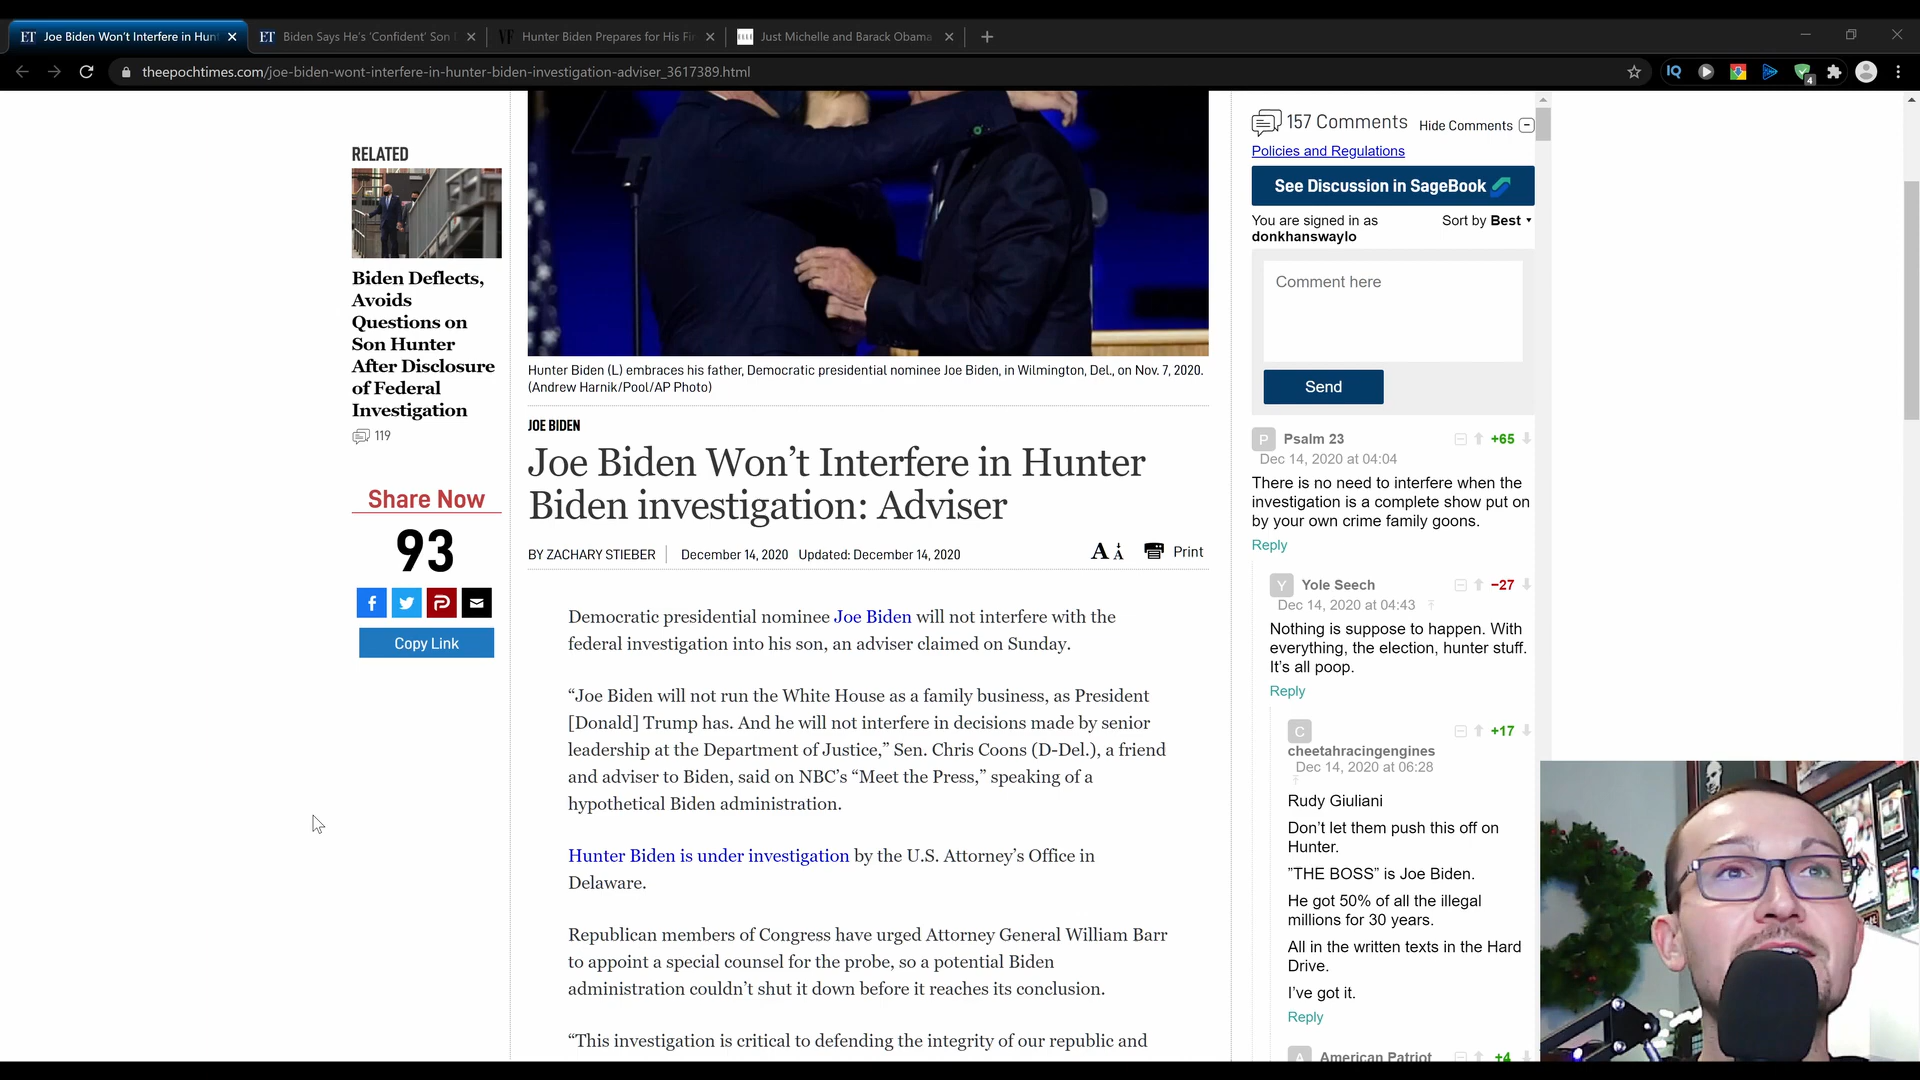 ET Joe Biden Won't Interfere in Hun
ET Biden Says He's 'Confident' Son
VF Hunter Biden Prepares for His Fi
Just Michelle and Barack Obama
theepochtimes.com/joe-biden-wont-interfere-in-hunter-biden-investigation-adviser_3617389.html
IQ
4
RELATED
Biden Deflects,
Avoids
Questions on
Son Hunter
After Disclosure
of Federal
Investigation
119
Share Now
93
Copy Link
Hunter Biden (L) embraces his father, Democratic presidential nominee Joe Biden, in Wilmington, Del., on Nov. 7, 2020.
(Andrew Harnik/Pool/AP Photo)
JOE BIDEN
Joe Biden Won't Interfere in Hunter
Biden investigation: Adviser
BY ZACHARY STIEBER December 14, 2020 Updated: December 14, 2020
A A Print
Democratic presidential nominee Joe Biden will not interfere with the
federal investigation into his son, an adviser claimed on Sunday.
“Joe Biden will not run the White House as a family business, as President
[Donald] Trump has. And he will not interfere in decisions made by senior
leadership at the Department of Justice,” Sen. Chris Coons (D-Del.), a friend
and adviser to Biden, said on NBC's “Meet the Press,” speaking of a
hypothetical Biden administration.
Hunter Biden is under investigation by the U.S. Attorney's Office in
Delaware.
Republican members of Congress have urged Attorney General William Barr
to appoint a special counsel for the probe, so a potential Biden
administration couldn't shut it down before it reaches its conclusion.
“This investigation is critical to defending the integrity of our republic and
157 Comments Hide Comments
Policies and Regulations
See Discussion in SageBook
You are signed in as
donkhanswaylo
Sort by Best
Comment here
Send
P Psalm 23 +65
Dec 14, 2020 at 04:04
There is no need to interfere when the
investigation is a complete show put on
by your own crime family goons.
Reply
Y Yole Seech −27
Dec 14, 2020 at 04:43
Nothing is suppose to happen. With
everything, the election, hunter stuff.
It's all poop.
Reply
C +17
cheetahracingengines
Dec 14, 2020 at 06:28
Rudy Giuliani
Don't let them push this off on
Hunter.
”THE BOSS” is Joe Biden.
He got 50% of all the illegal
millions for 30 years.
All in the written texts in the Hard
Drive.
I've got it.
Reply
A American Patriot +4